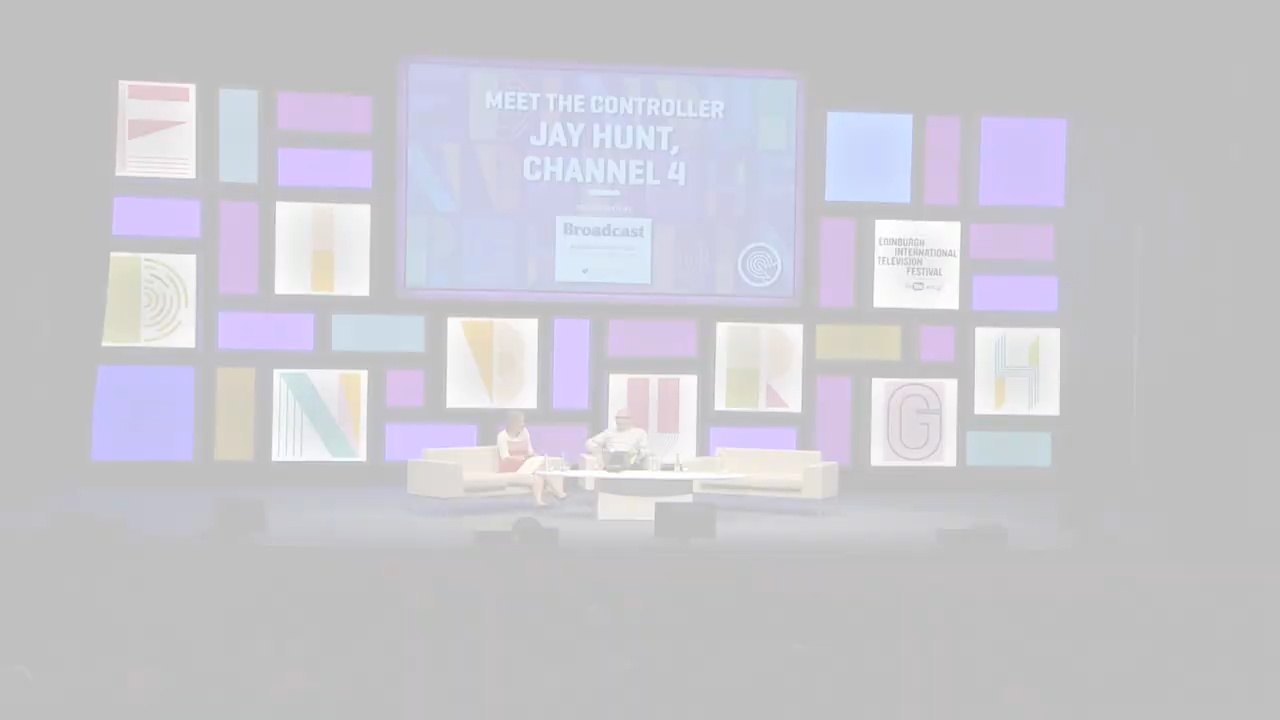 MEET THE CONTROLLER
JAY HUNT,
CHANNEL 4
Broadcast
EDINBURGH
INTERNATIONAL
TELEVISION
FESTIVAL
E
D
I
N
B
U
R
G
H